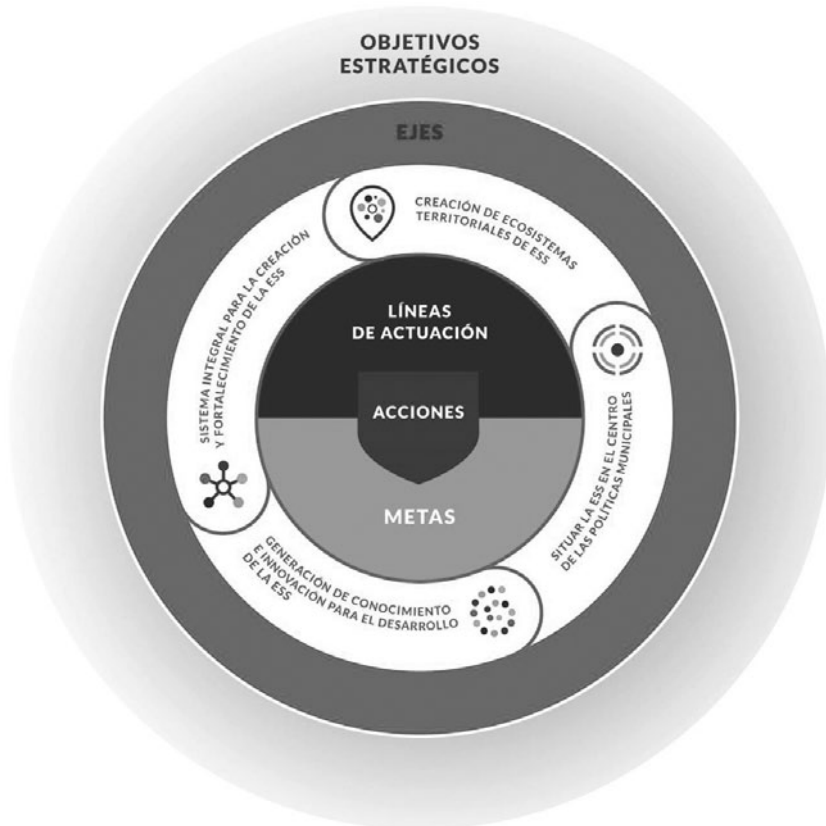 OBJETIVOS
ESTRATÉGICOS
EJES
CREACIÓN DE ECOSISTEMAS
TERRITORIALES DE ESS
SITUAR LA ESS EN EL CENTRO
DE LAS POLÍTICAS MUNICIPALES
GENERACIÓN DE CONOCIMIENTO
E INNOVACIÓN PARA EL DESARROLLO
DE LA ESS
SISTEMA INTEGRAL PARA LA CREACIÓN
Y FORTALECIMIENTO DE LA ESS
LÍNEAS
DE ACTUACIÓN
ACCIONES
METAS